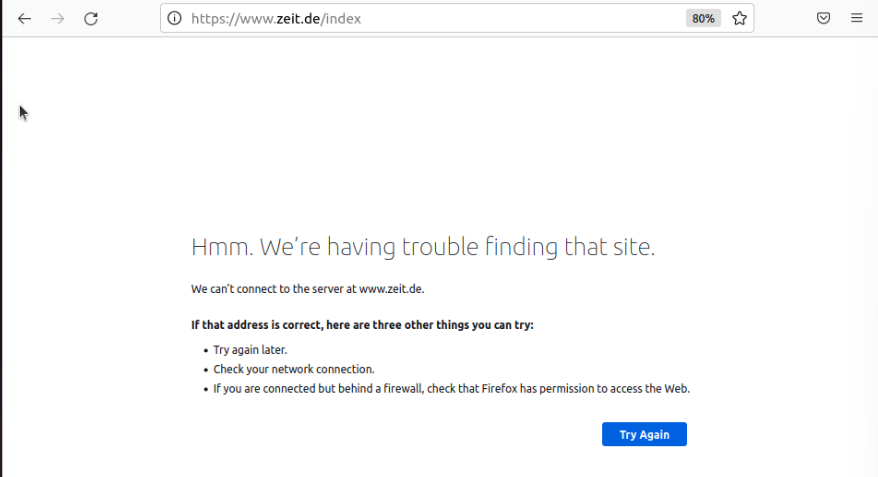 https://www.zeit.de/index 80%
Hmm. We're having trouble finding that site.
We can't connect to the server at www.zeit.de.
If that address is correct, here are three other things you can try:
• Try again later.
• Check your network connection.
• If you are connected but behind a firewall, check that Firefox has permission to access the Web.
Try Again